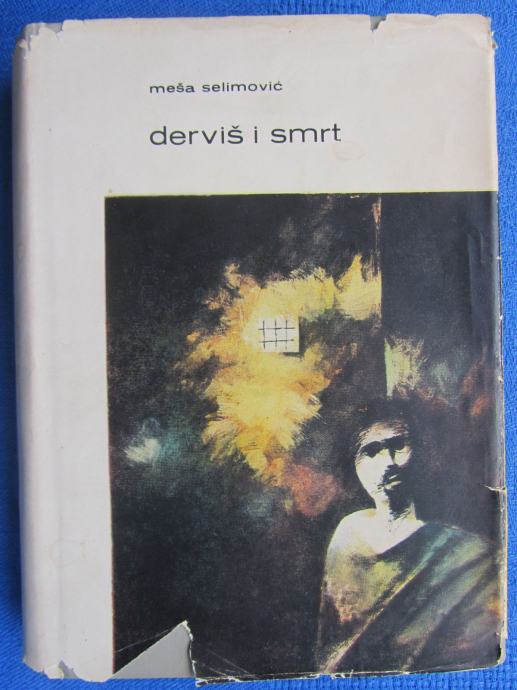 meša selimović
derviš i smrt